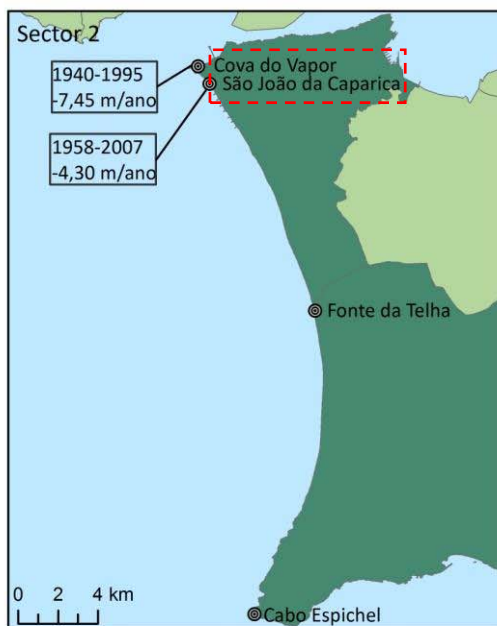 Sector 2
1940-1995
-7,45 m/ano
Cova do Vapor
São João da Caparica
1958-2007
-4,30 m/ano
Fonte da Telha
0 2 4 km
Cabo Espichel